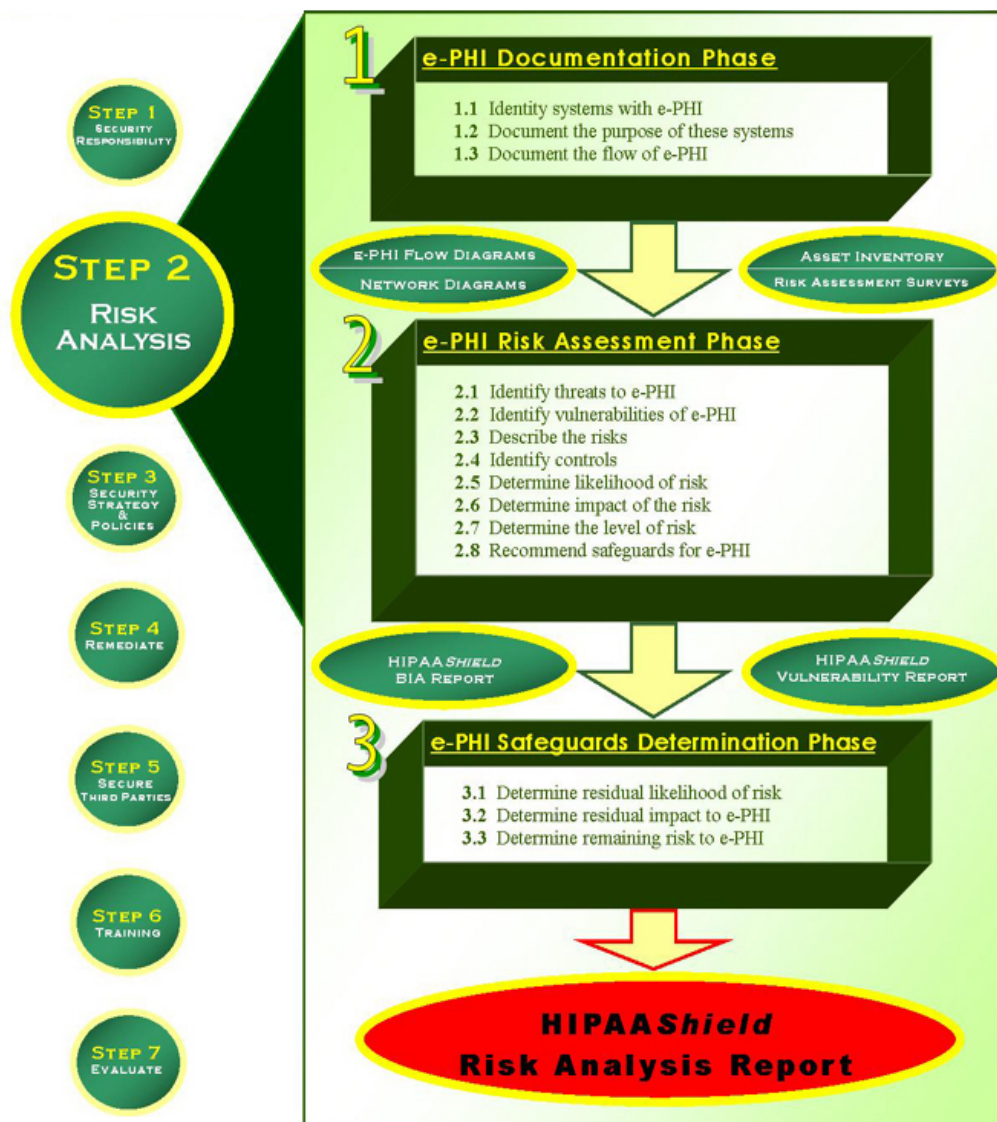 STEP 1
SECURITY
RESPONSIBILITY
STEP 2
RISK
ANALYSIS
STEP 3
SECURITY
STRATEGY
&
POLICIES
STEP 4
REMEDIATE
STEP 5
SECURE
THIRD PARTIES
STEP 6
TRAINING
STEP 7
EVALUATE
1
e-PHI Documentation Phase
1.1 Identity systems with e-PHI
1.2 Document the purpose of these systems
1.3 Document the flow of e-PHI
E-PHI FLOW DIAGRAMS
NETWORK DIAGRAMS
ASSET INVENTORY
RISK ASSESSMENT SURVEYS
2
e-PHI Risk Assessment Phase
2.1 Identify threats to e-PHI
2.2 Identify vulnerabilities of e-PHI
2.3 Describe the risks
2.4 Identify controls
2.5 Determine likelihood of risk
2.6 Determine impact of the risk
2.7 Determine the level of risk
2.8 Recommend safeguards for e-PHI
HIPAASHIELD
BIA REPORT
HIPAASHIELD
VULNERABILITY REPORT
3
e-PHI Safeguards Determination Phase
3.1 Determine residual likelihood of risk
3.2 Determine residual impact to e-PHI
3.3 Determine remaining risk to e-PHI
HIPAAShield
Risk Analysis Report